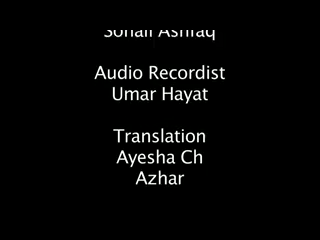 Audio Recordist
Umar Hayat
Translation
Ayesha Ch
Azhar